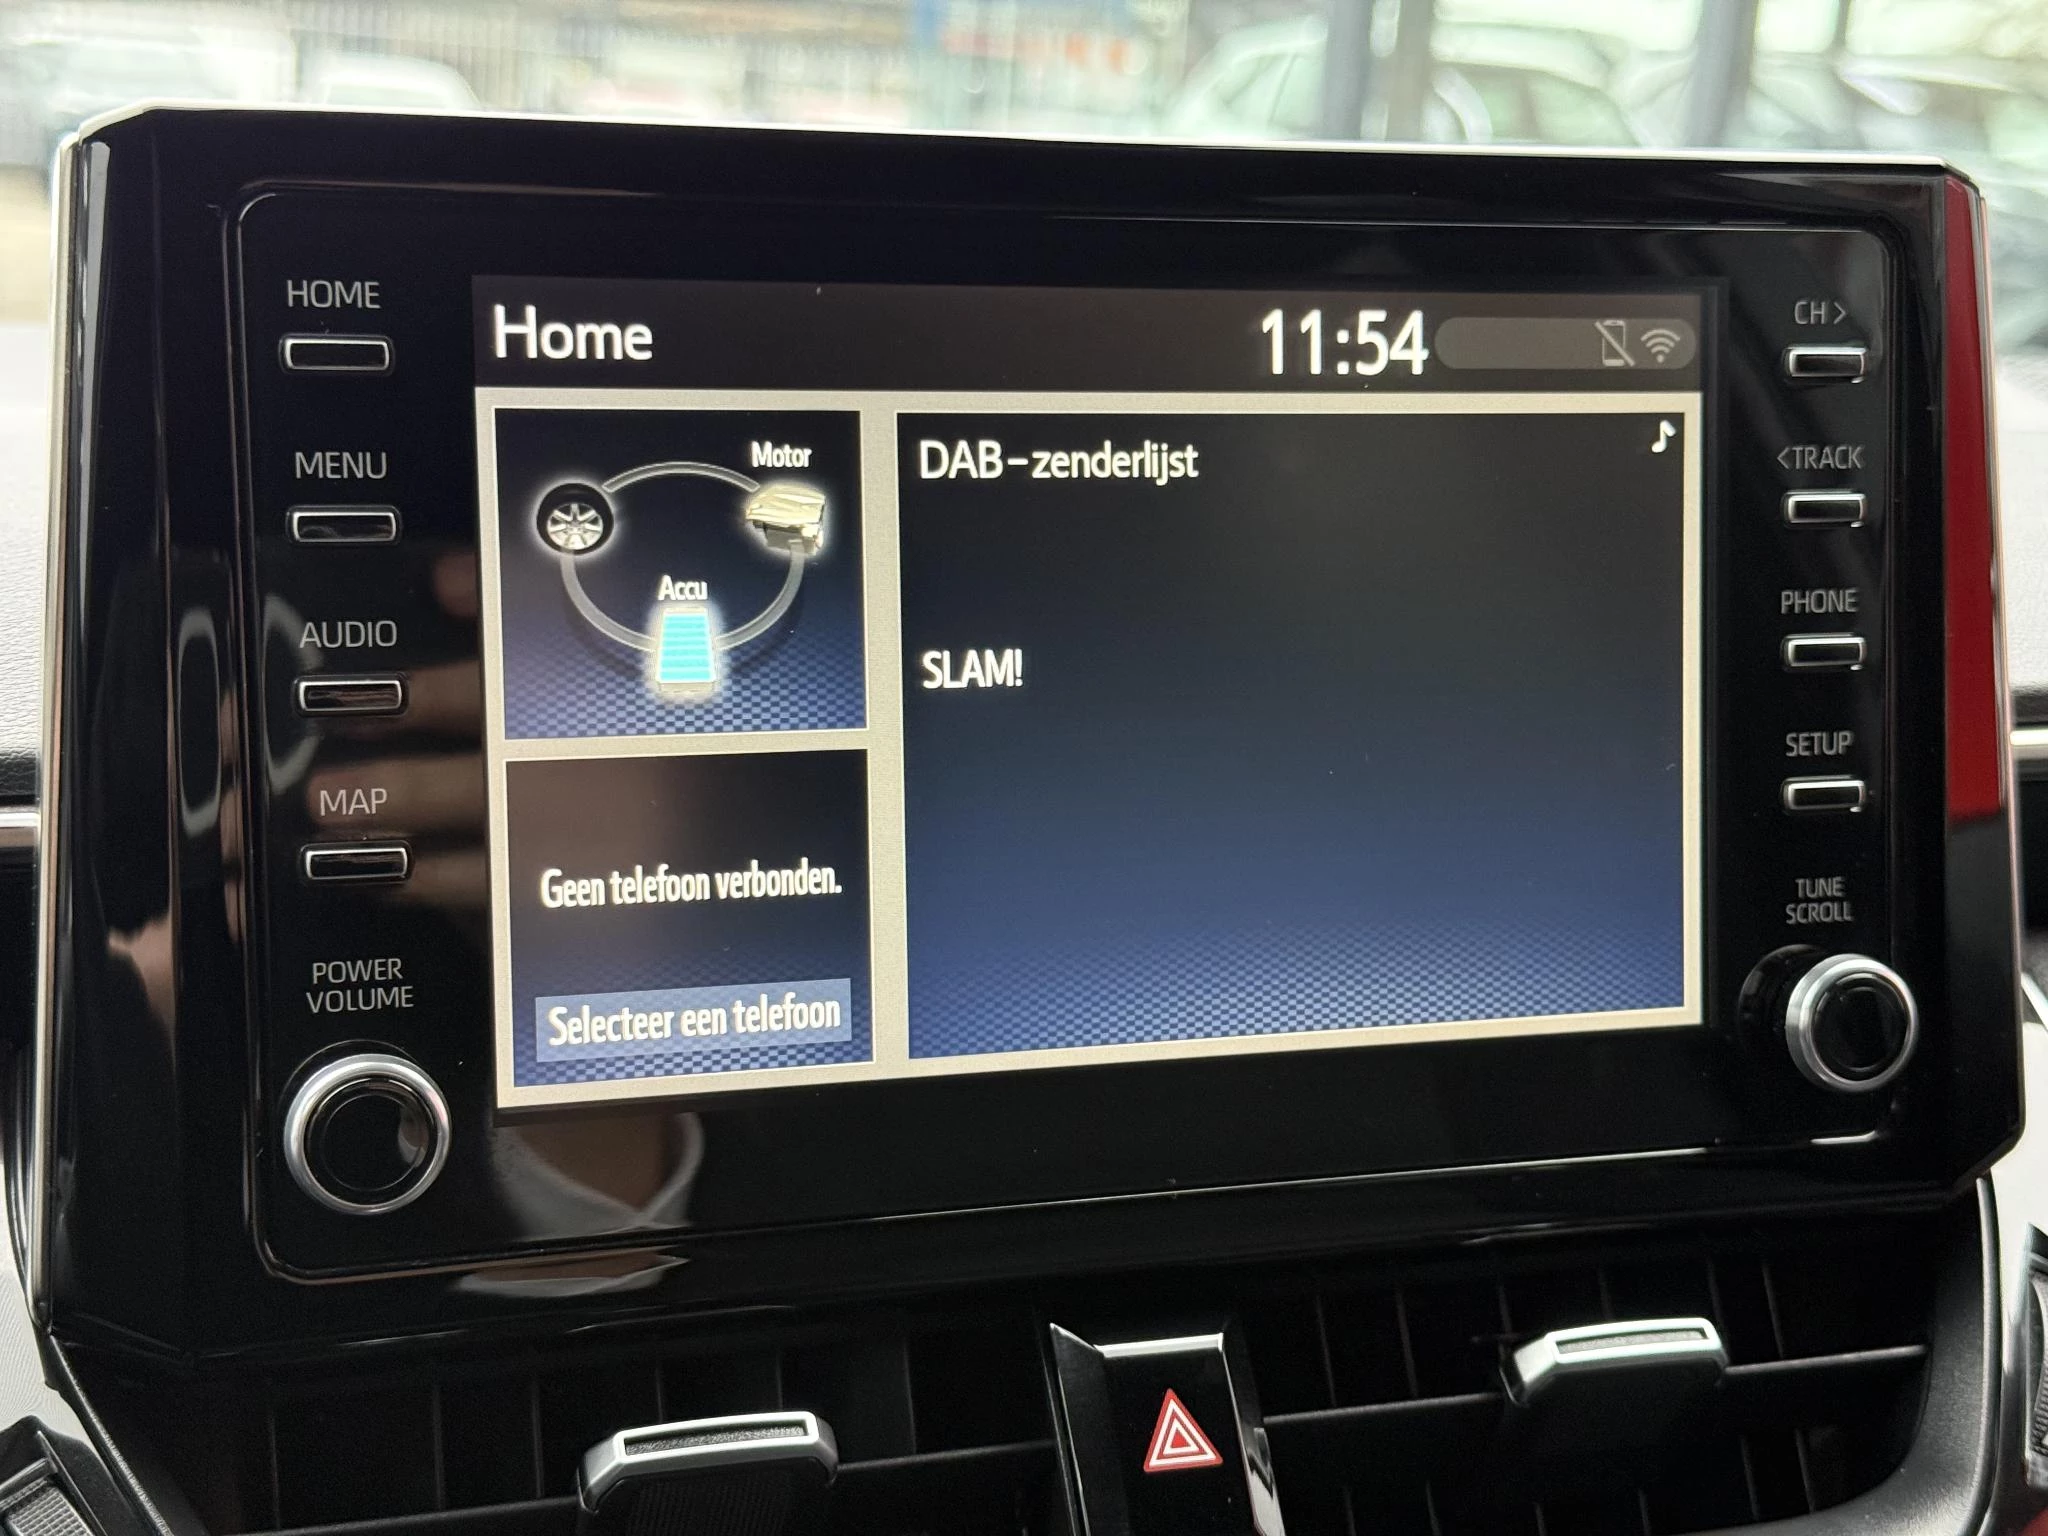 HOME
MENU
AUDIO
MAP
POWER
VOLUME
Home
11:54
Motor
Accu
Geen telefoon verbonden.
Selecteer een telefoon
DAB-zenderlijst
SLAM!
CH>
<TRACK
PHONE
SETUP
TUNE
SCROLL